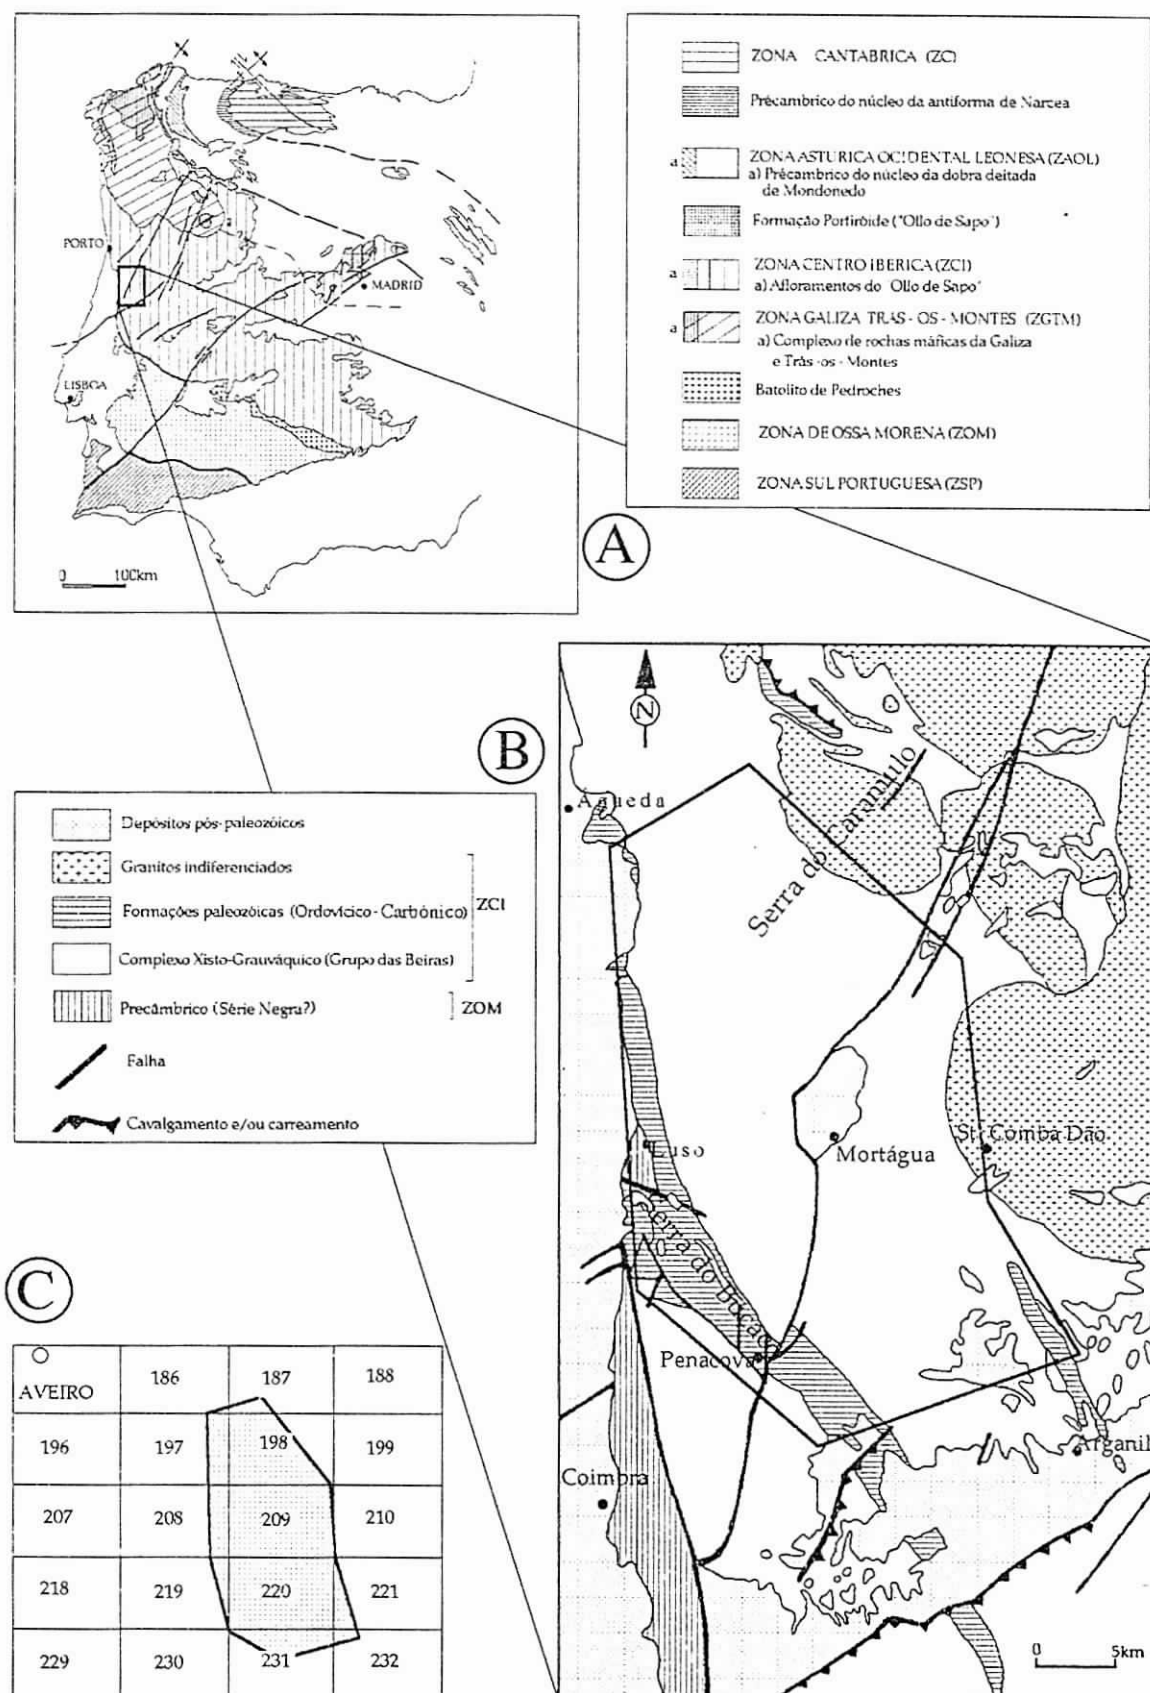 PORTO
MADRID
LISBOA
0 100km
A
ZONA CANTABRICA (ZC)
Précambrico do núcleo da antiforma de Narcea
a
ZONA ASTURICA OCIDENTAL LEONESA (ZAOL)
a) Précambrico do núcleo da dobra deitada
de Mondonedo
Formação Porfiróide ("Ollo de Sapo")
a
ZONA CENTRO IBERICA (ZCI)
a) Afloramentos do "Ollo de Sapo"
a
ZONA GALIZA TRÁS - OS - MONTES (ZGTM)
a) Complexo de rochas máficas da Galiza
e Trás -os - Montes
Batolito de Pedroches
ZONA DE OSSA MORENA (ZOM)
ZONA SUL PORTUGUESA (ZSP)
B
Depósitos pós-paleozóicos
Granitos indiferenciados
Formações paleozóicas (Ordovícico - Carbónico)
ZCI
Complexo Xisto-Grauváquico (Grupo das Beiras)
Precâmbrico (Série Negra?)
ZOM
Falha
Cavalgamento e/ou carreamento
N
Águeda
Serra do Caramulo
Luso
Mortágua
Stª Comba Dão
Serra do Buçaco
Penacova
Coimbra
Arganil
0 5km
C
AVEIRO 186 187 188
196 197 198 199
207 208 209 210
218 219 220 221
229 230 231 232